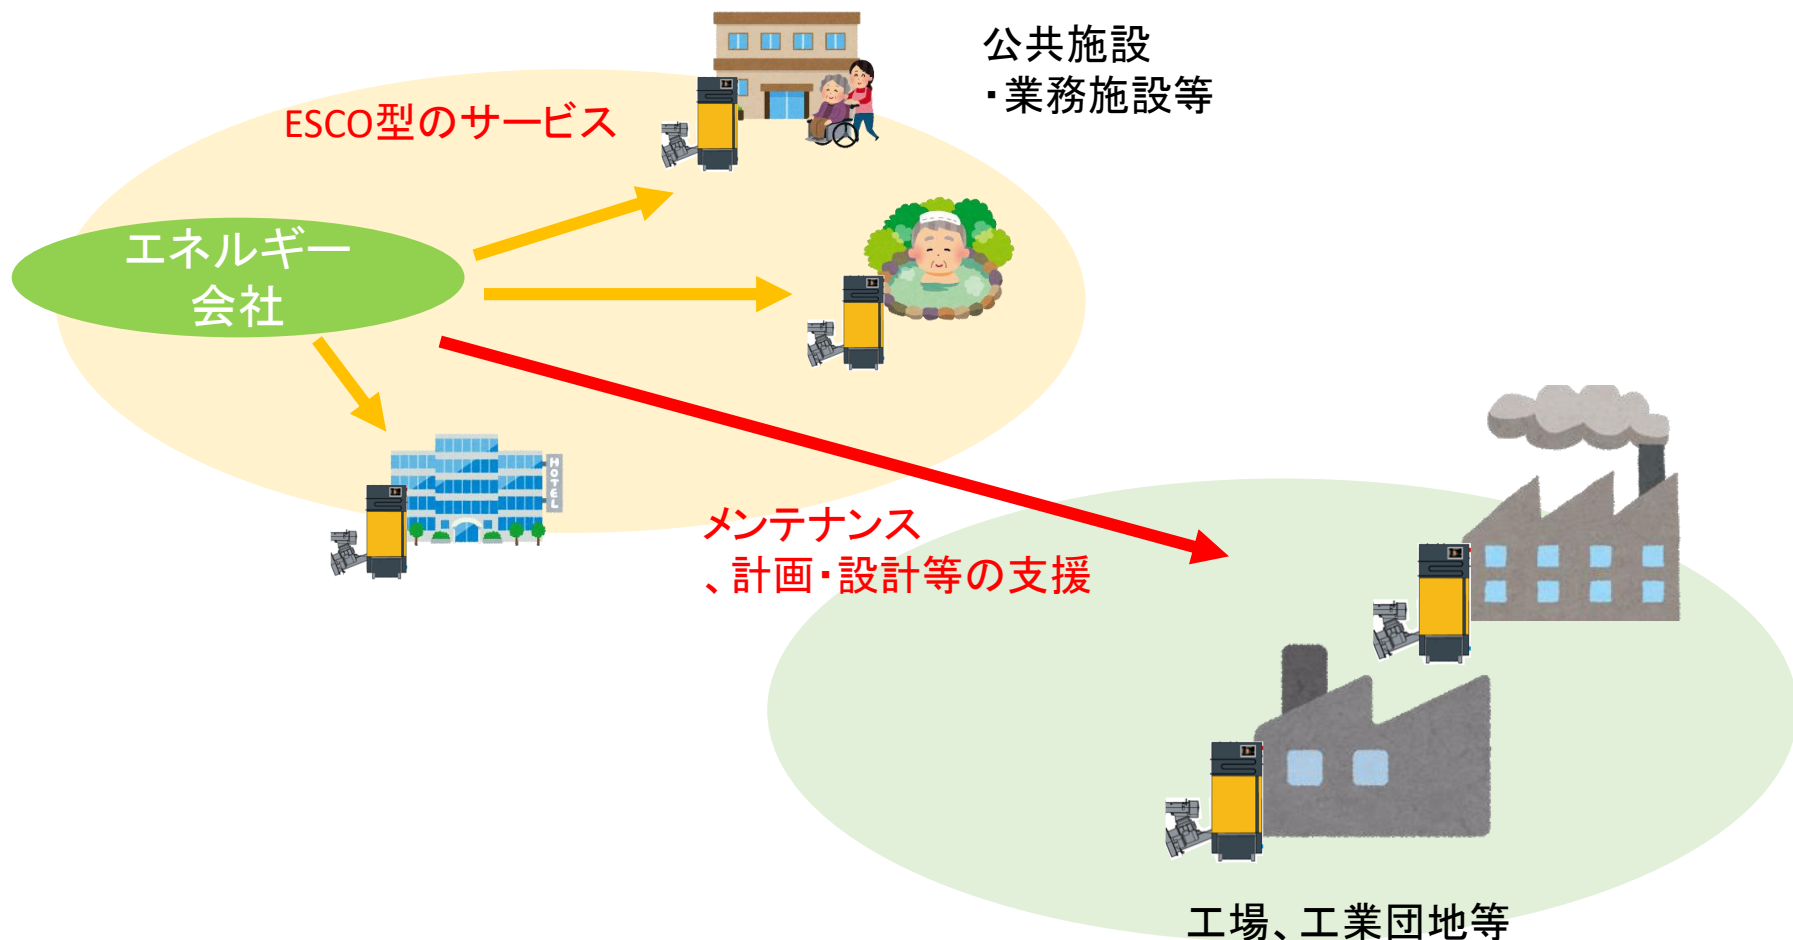 公共施設
・業務施設等
ESCO型のサービス
エネルギー
会社
HOTEL
メンテナンス
、計画・設計等の支援
工場、工業団地等